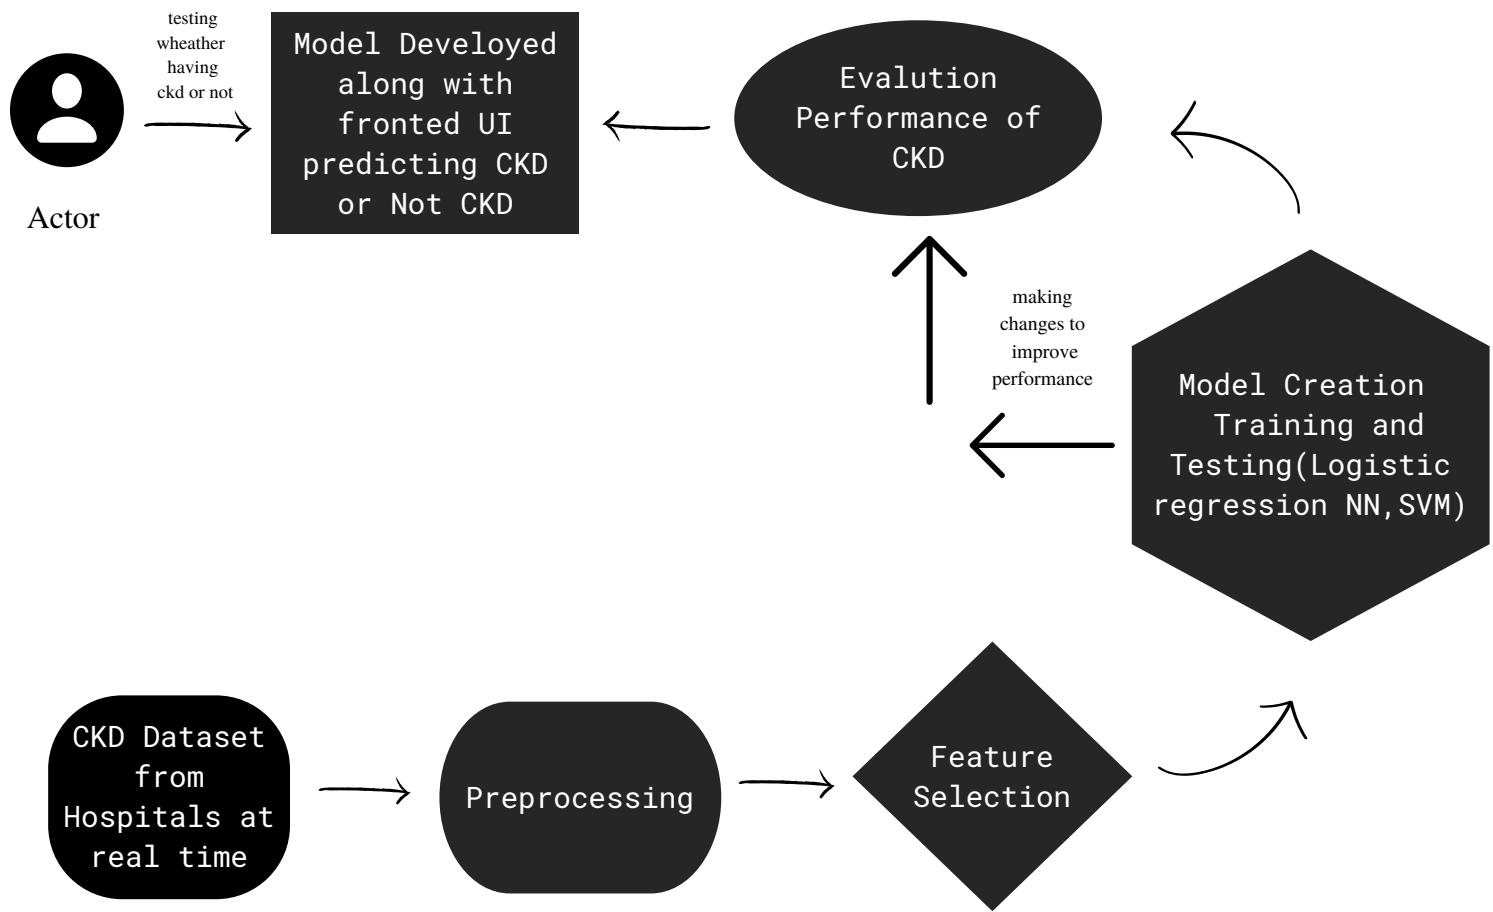 testing
wheather
having
ckd or not
Actor
Model Develoyed
along with
fronted UI
predicting CKD
or Not CKD
Evalution
Performance of
CKD
making
changes to
improve
performance
Model Creation
Training and
Testing(Logistic
regression NN,SVM)
CKD Dataset
from
Hospitals at
real time
Preprocessing
Feature
Selection